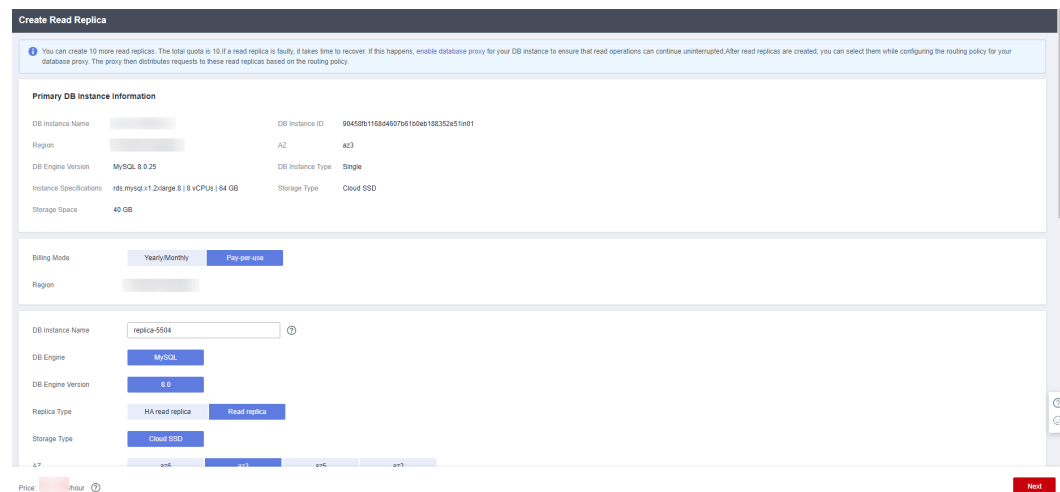 Create Read Replica
You can create 10 more read replicas. The total quota is 10.If a read replica is faulty, it takes time to recover. If this happens, enable database proxy for your DB instance to ensure that read operations can continue uninterrupted.After read replicas are created, you can select them while configuring the routing policy for your
database proxy. The proxy then distributes requests to these read replicas based on the routing policy.
Primary DB Instance Information
DB Instance Name
DB Instance ID 90458fb1168d4607b61b0eb188352e51in01
Region
AZ az3
DB Engine Version MySQL 8.0.25
DB Instance Type Single
Instance Specifications rds.mysql.x1.2xlarge.8 | 8 vCPUs | 64 GB
Storage Type Cloud SSD
Storage Space 40 GB
Billing Mode Yearly/Monthly Pay-per-use
Region
DB Instance Name replica-5504
DB Engine MySQL
DB Engine Version 8.0
Replica Type HA read replica Read replica
Storage Type Cloud SSD
AZ az6 az3 az5 az2
Price: /hour
Next